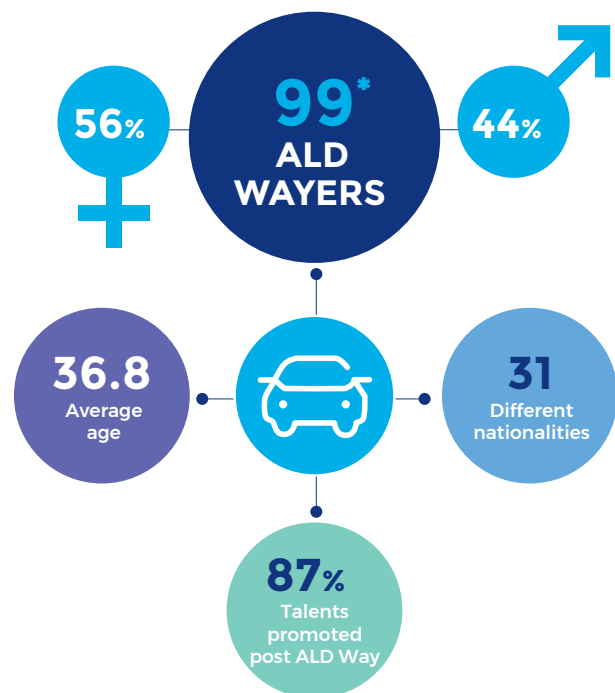 56%
99*
ALD
WAYERS
44%
36.8
Average
age
31
Different
nationalities
87%
Talents
promoted
post ALD Way